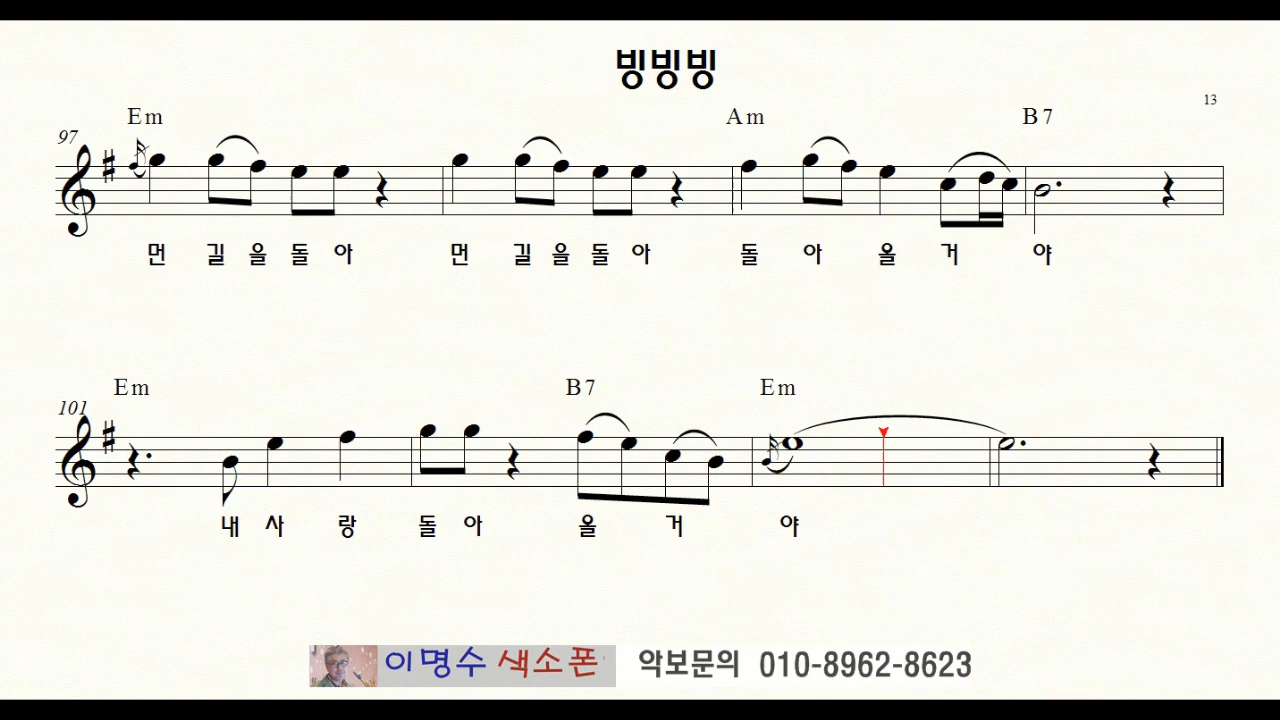 빙빙빙
13
Em Am B7
97
먼 길 을 돌 아 먼 길 을 돌 아 돌 아 올 거 야
Em B7 Em
101
내 사 랑 돌 아 올 거 야
이명수 색소폰 악보문의 010-8962-8623